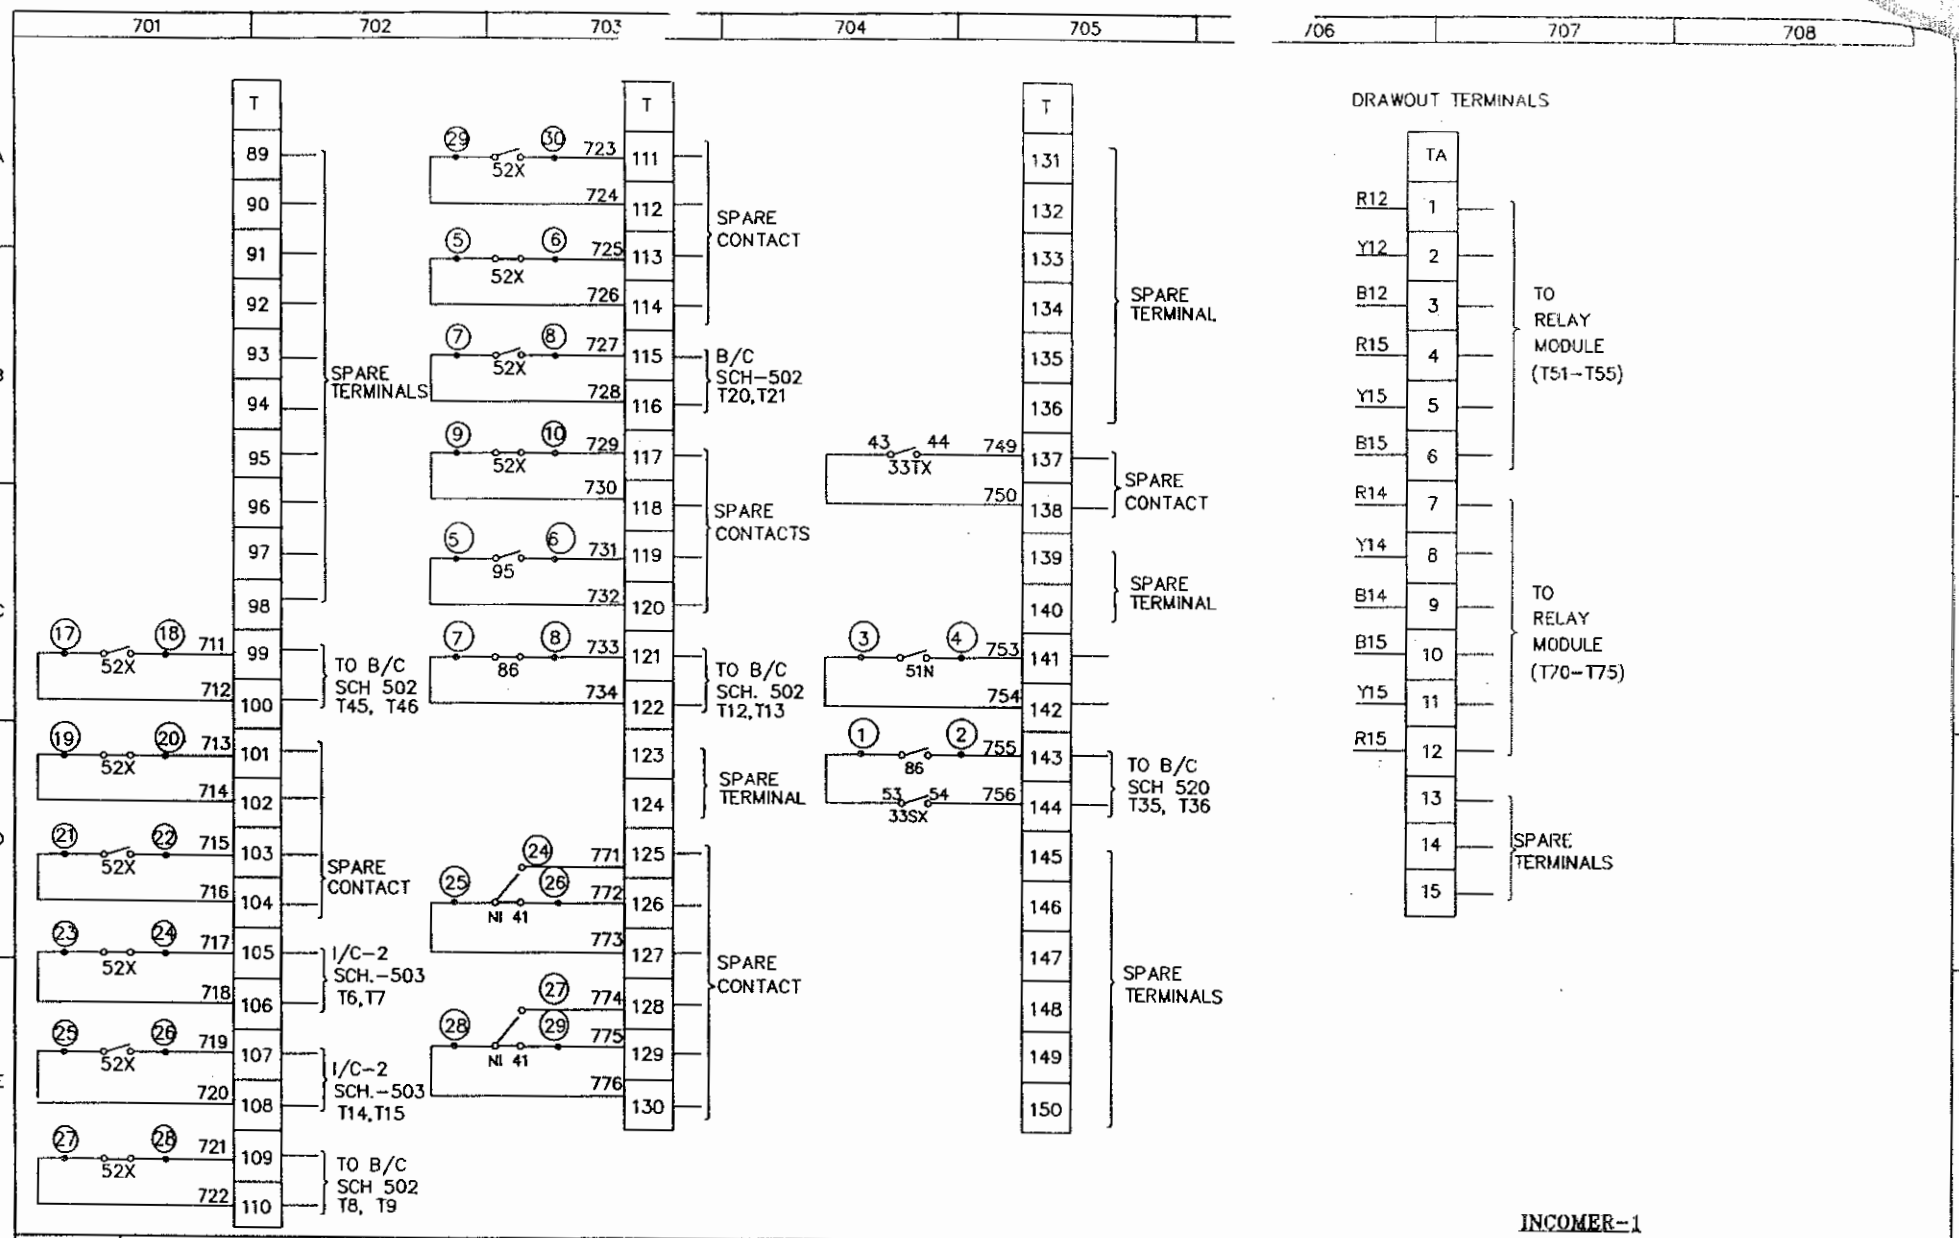 701 702 703 704 705 706 707 708
A
B
C
D
E
T
89
90
91
92
93
94
95
96
97
98
SPARE
TERMINALS
17 18 711 99
52X
712 100
TO B/C
SCH 502
T45, T46
19 20 713 101
52X
714 102
21 22 715 103
52X
716 104
SPARE
CONTACT
23 24 717 105
52X
718 106
I/C-2
SCH.-503
T6,T7
25 26 719 107
52X
720 108
I/C-2
SCH.-503
T14,T15
27 28 721 109
52X
722 110
TO B/C
SCH 502
T8, T9
T
29 30 723 111
52X
724 112
5 6 725 113
52X
726 114
SPARE
CONTACT
7 8 727 115
52X
728 116
B/C
SCH-502
T20,T21
9 10 729 117
52X
730 118
5 6 731 119
95
732 120
SPARE
CONTACTS
7 8 733 121
86
734 122
TO B/C
SCH. 502
T12,T13
123
124
SPARE
TERMINAL
24 771 125
25 26 772 126
NI 41
773 127
27 774 128
28 29 775 129
NI 41
776 130
SPARE
CONTACT
T
131
132
133
134
135
136
SPARE
TERMINAL
43 44 749 137
33TX
750 138
SPARE
CONTACT
139
140
SPARE
TERMINAL
3 4 753 141
51N
754 142
1 2 755 143
86
53 54 756 144
33SX
TO B/C
SCH 520
T35, T36
145
146
147
148
149
150
SPARE
TERMINALS
DRAWOUT TERMINALS
TA
R12 1
Y12 2
B12 3
R15 4
Y15 5
B15 6
TO
RELAY
MODULE
(T51-T55)
R14 7
Y14 8
B14 9
B15 10
Y15 11
R15 12
TO
RELAY
MODULE
(T70-T75)
13
14
15
SPARE
TERMINALS
INCOMER-1